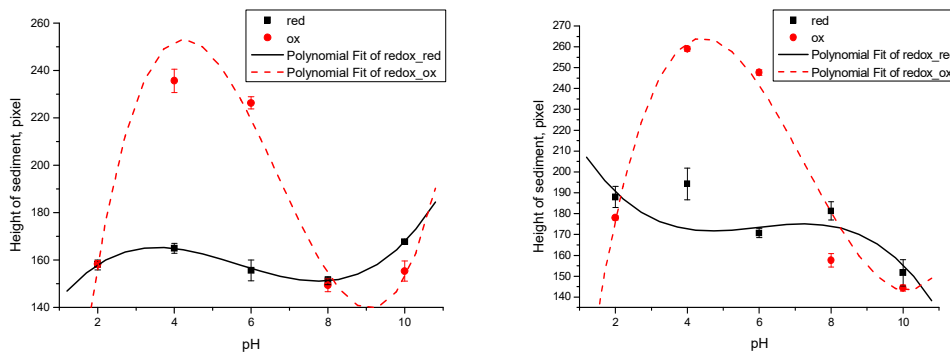 red
ox
Polynomial Fit of redox_red
Polynomial Fit of redox_ox
260
240
220
200
180
160
140
2
4
6
8
10
Height of sediment, pixel
pH
red
ox
Polynomial Fit of redox_red
Polynomial Fit of redox_ox
270
260
250
240
230
220
210
200
190
180
170
160
150
140
2
4
6
8
10
Height of sediment, pixel
pH